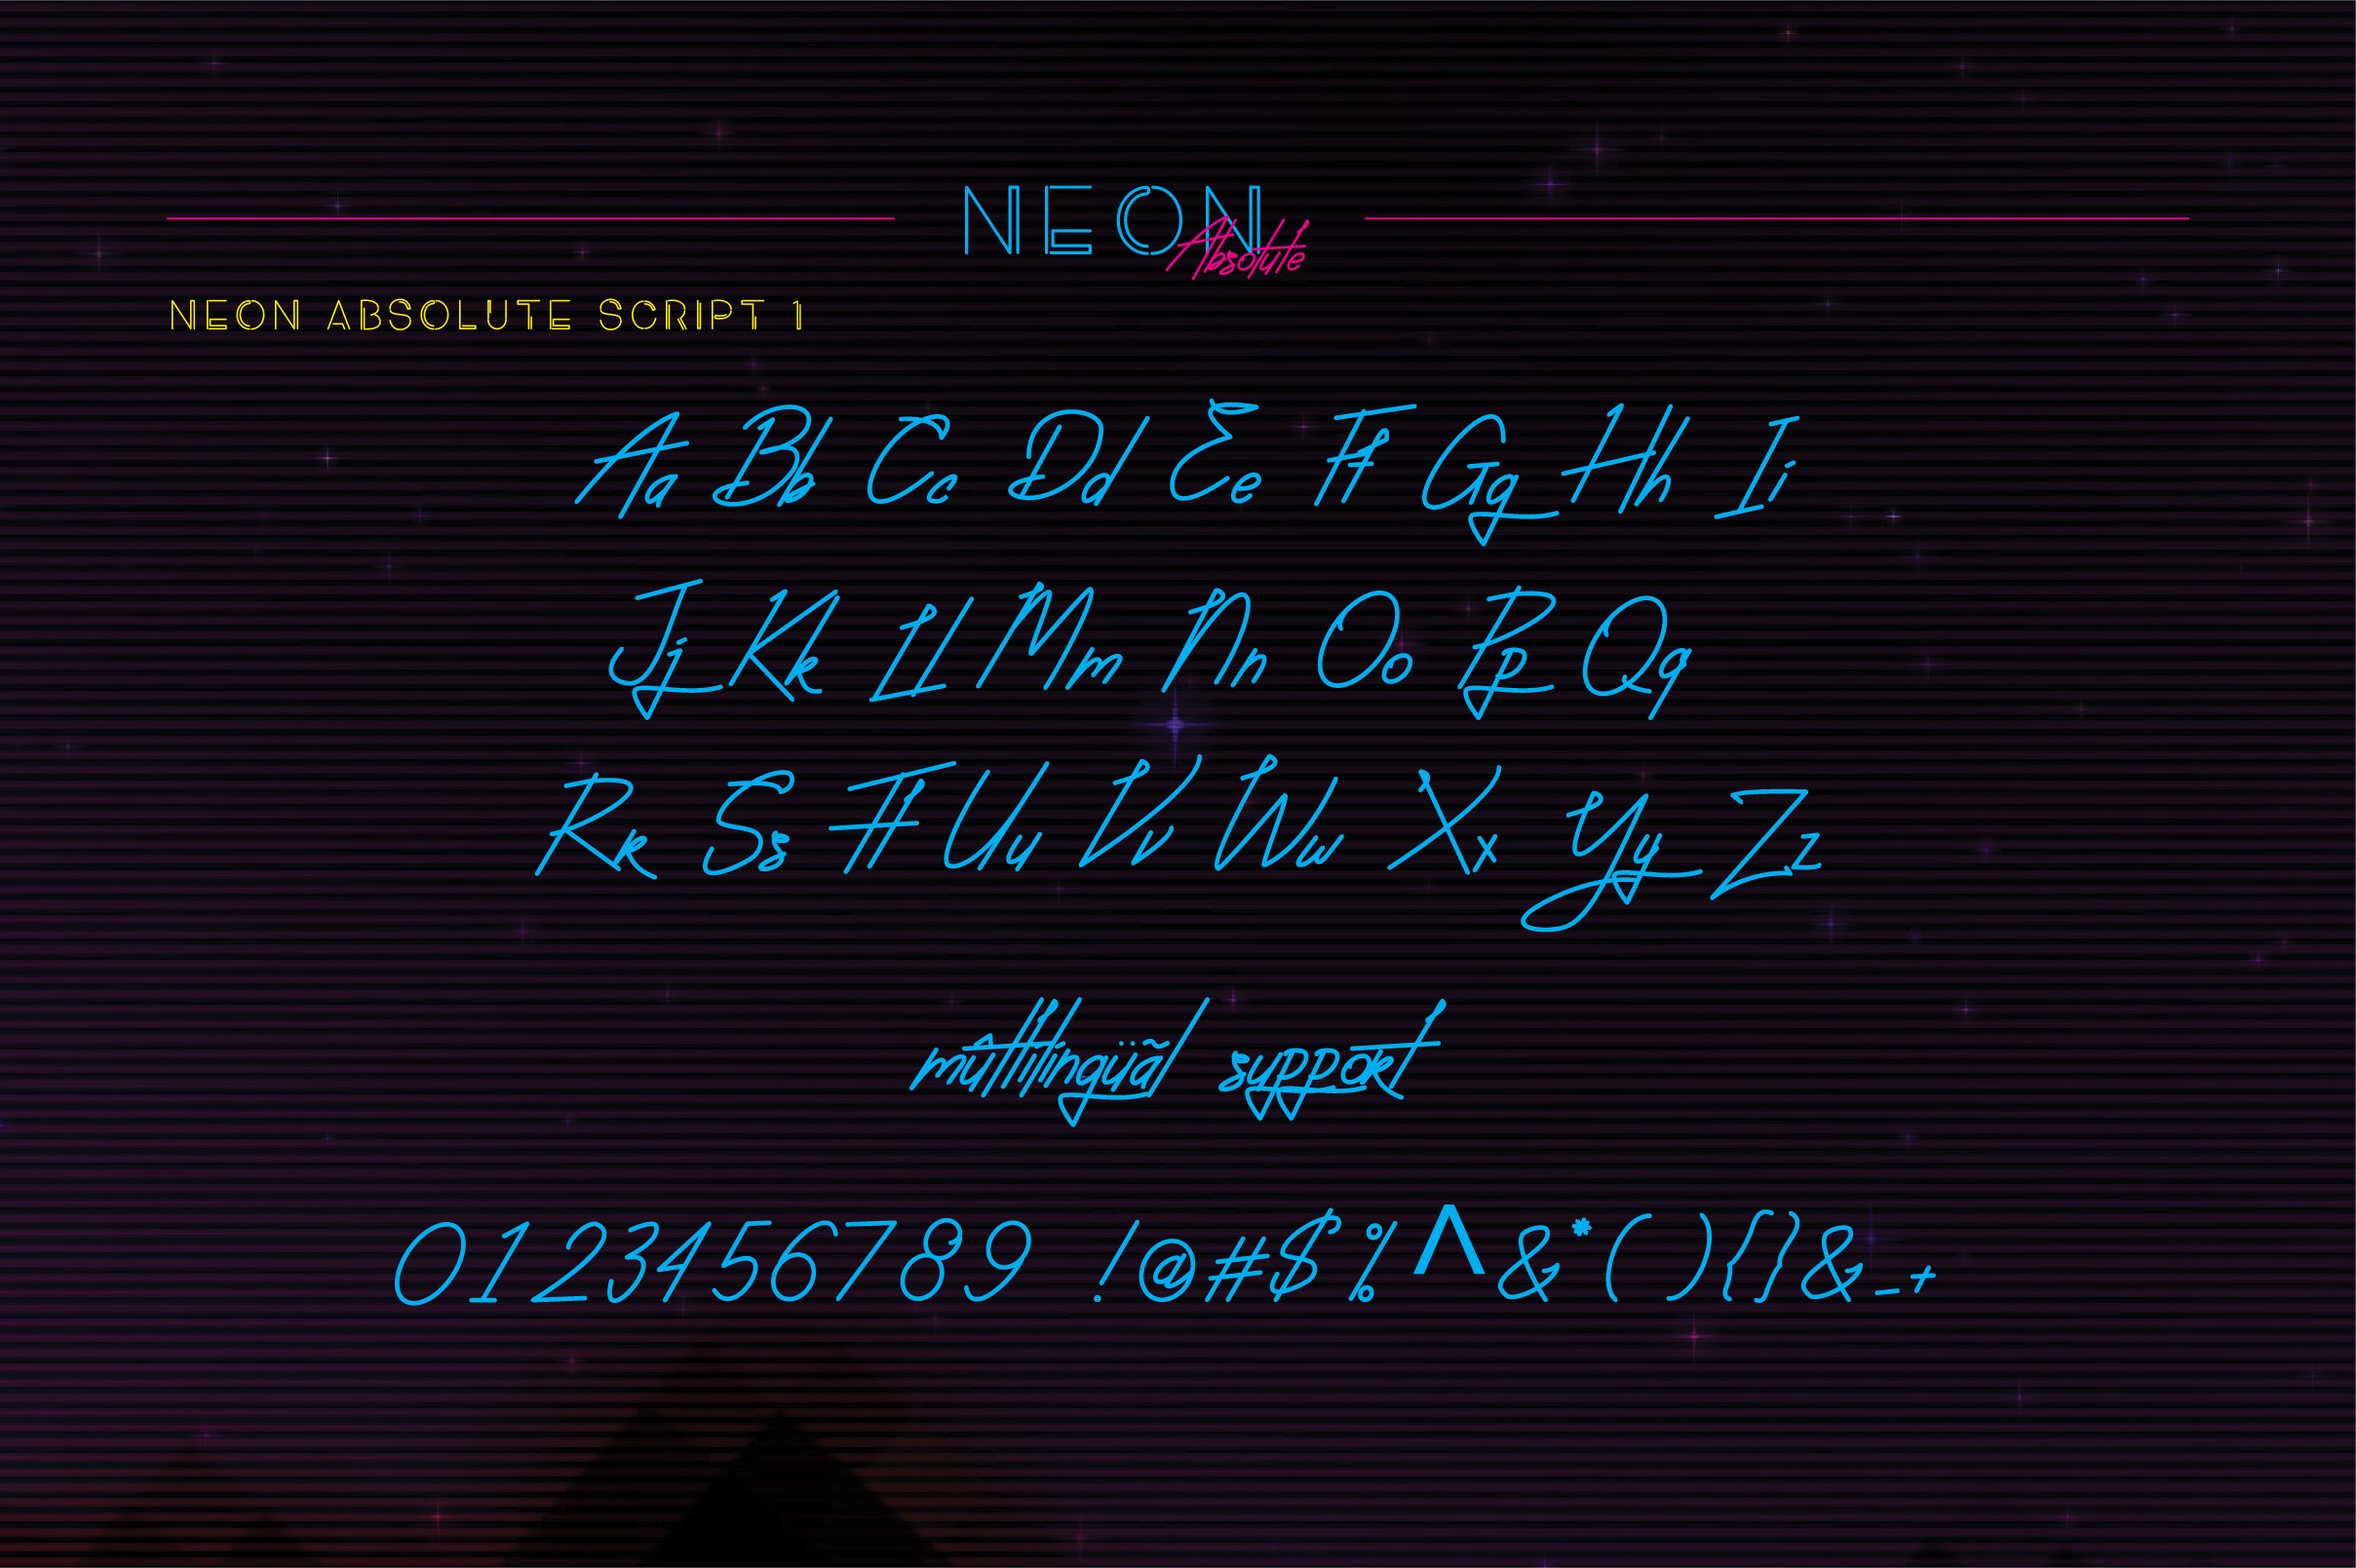 NEON
Absolute
NEON ABSOLUTE SCRIPT 1
Aa Bb Cc Dd Ee Ff Gg Hh Ii
Jj Kk Ll Mm Nn Oo Pp Qq
Rr Ss Tt Uu Vv Ww Xx Yy Zz
múltilingüãl support
0123456789 !@#$%^&*(){}&_+